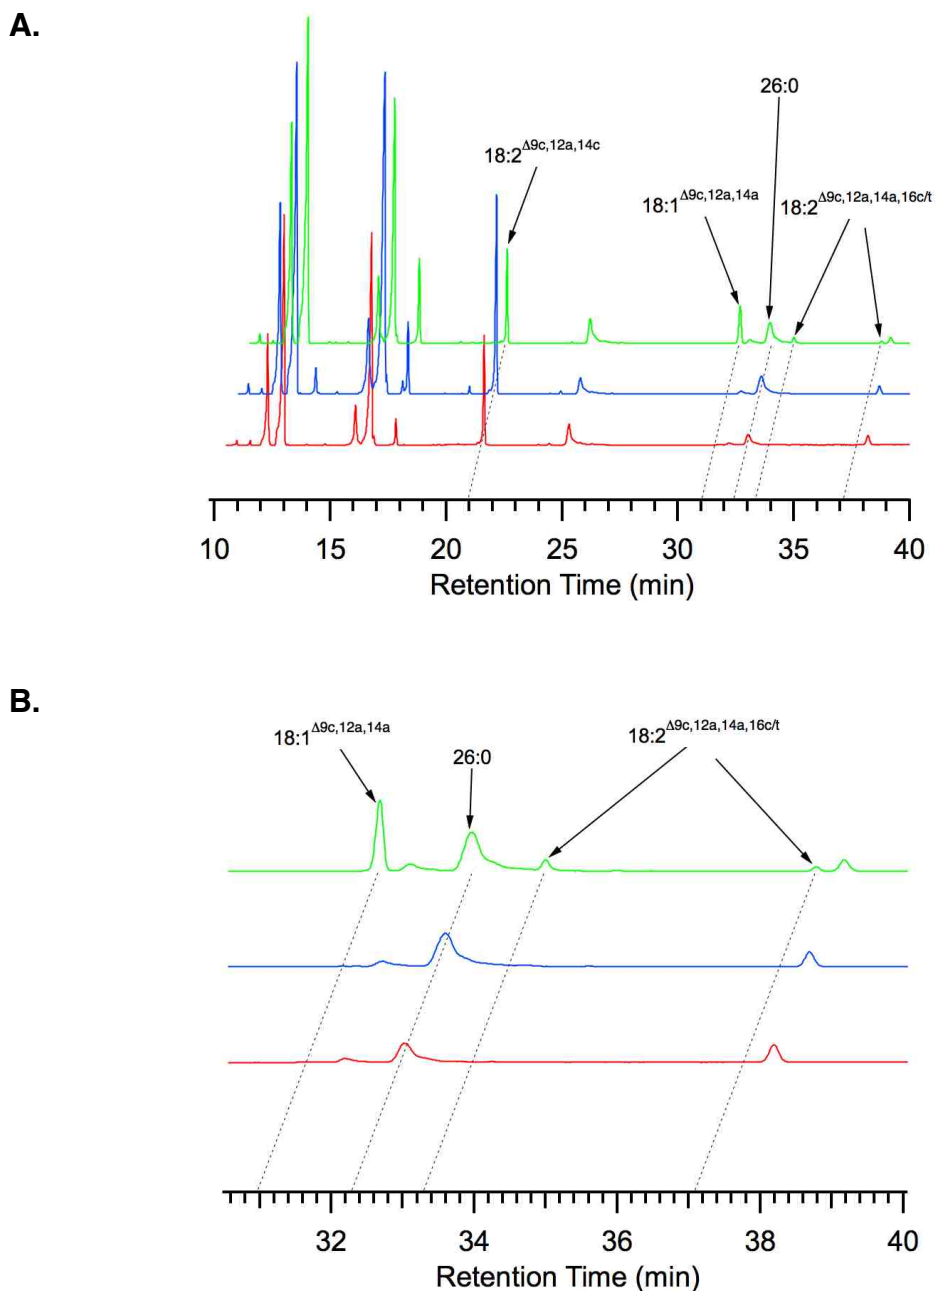 A.
26:0
18:2Δ9c,12a,14c
18:1Δ9c,12a,14a
18:2Δ9c,12a,14a,16c/t
10 15 20 25 30 35 40
Retention Time (min)
B.
18:1Δ9c,12a,14a
26:0
18:2Δ9c,12a,14a,16c/t
32 34 36 38 40
Retention Time (min)